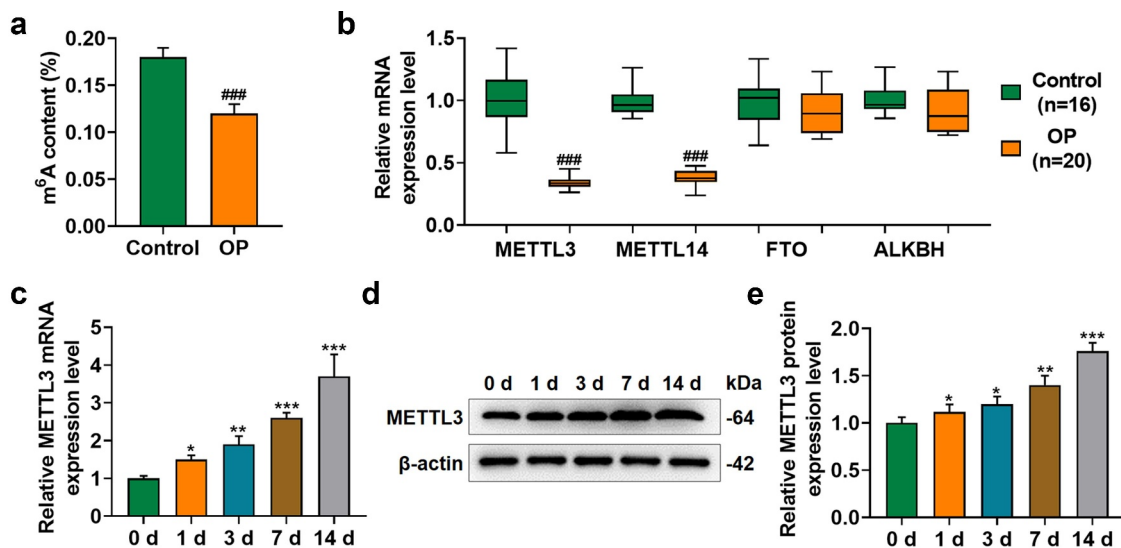 a
m⁶A content (%)
0.20
0.15
0.10
0.05
0.00
###
Control
OP
b
Relative mRNA
expression level
1.5
1.0
0.5
0.0
###
###
METTL3
METTL14
FTO
ALKBH
Control
(n=16)
OP
(n=20)
c
Relative METTL3 mRNA
expression level
5
4
3
2
1
0
*
**
***
***
0 d
1 d
3 d
7 d
14 d
d
0 d 1 d 3 d 7 d 14 d kDa
METTL3 -64
β-actin -42
e
Relative METTL3 protein
expression level
2.0
1.5
1.0
0.5
0.0
*
*
**
***
0 d
1 d
3 d
7 d
14 d